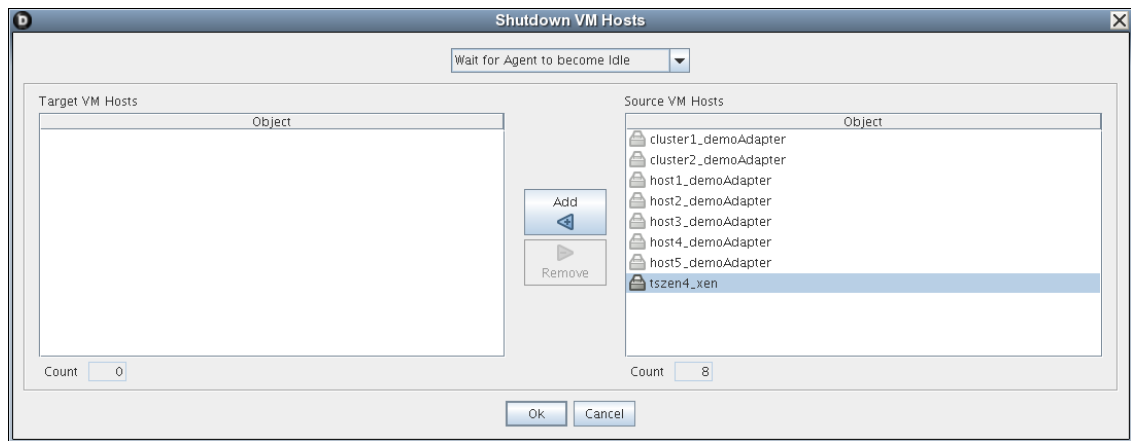 Shutdown VM Hosts
Wait for Agent to become Idle
Target VM Hosts
Object
Count 0
Add
Remove
Source VM Hosts
Object
cluster1_demoAdapter
cluster2_demoAdapter
host1_demoAdapter
host2_demoAdapter
host3_demoAdapter
host4_demoAdapter
host5_demoAdapter
tszen4_xen
Count 8
Ok
Cancel